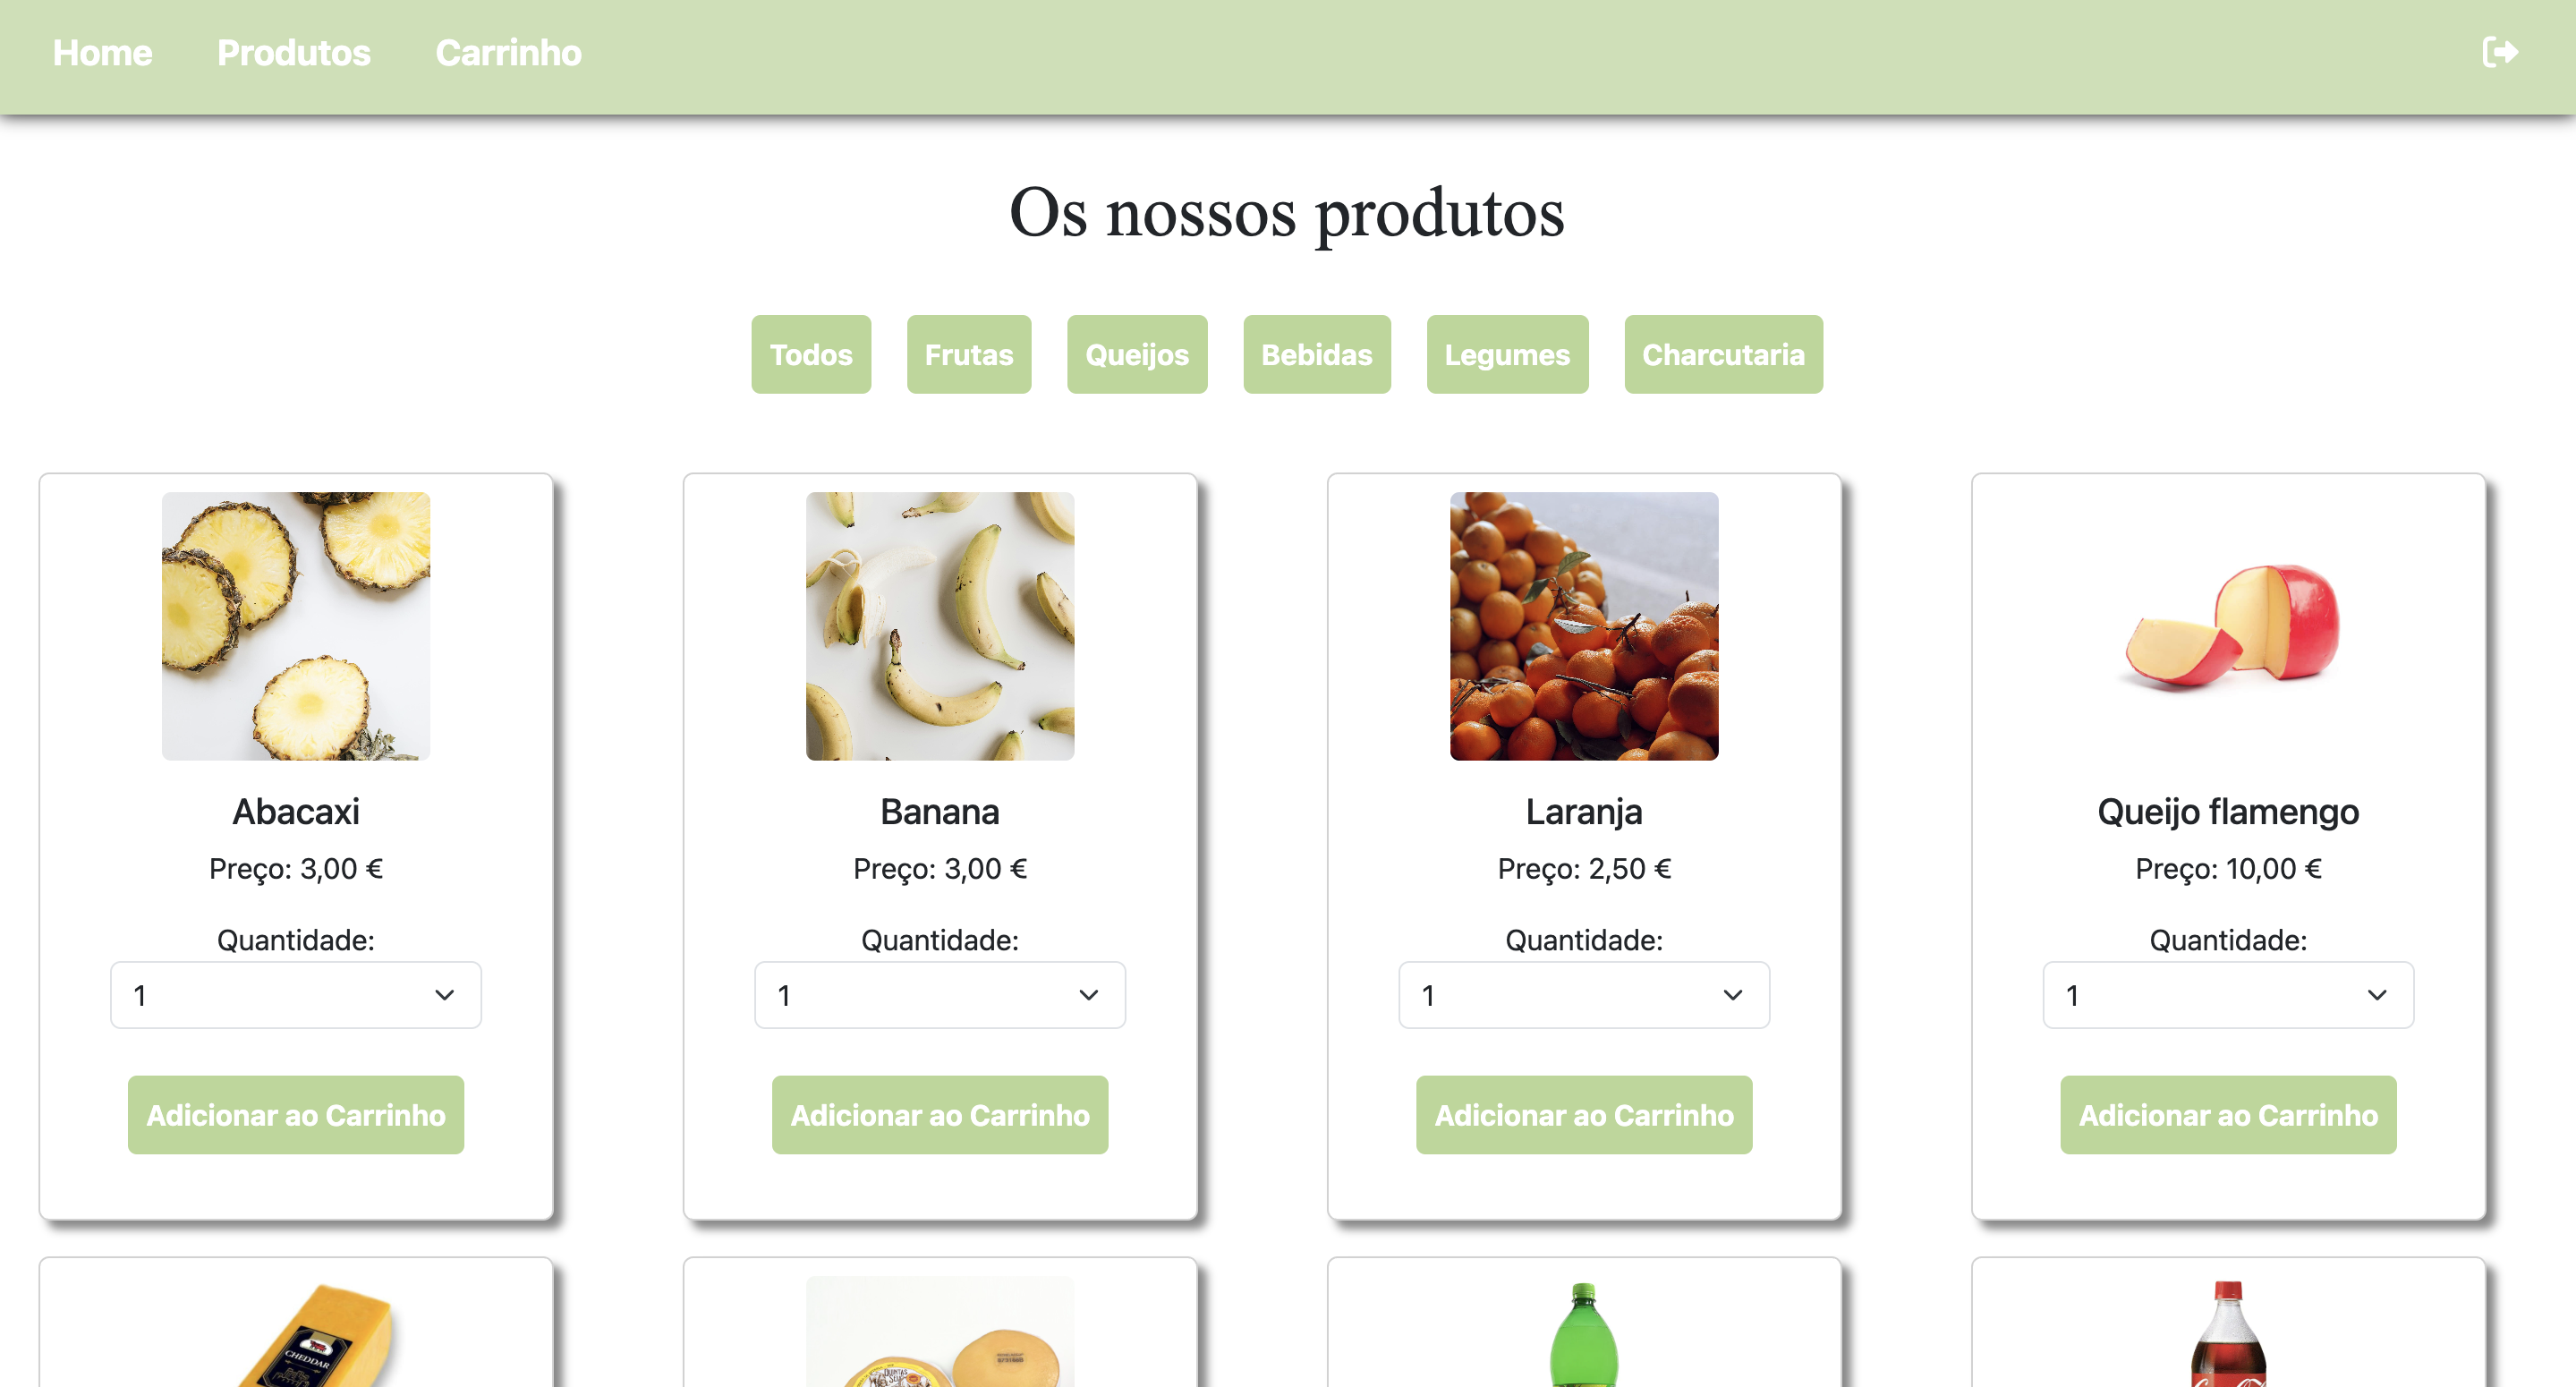 Home Produtos Carrinho
Os nossos produtos
Todos Frutas Queijos Bebidas Legumes Charcutaria
Abacaxi
Preço: 3,00 €
Quantidade:
1
Adicionar ao Carrinho
Banana
Preço: 3,00 €
Quantidade:
1
Adicionar ao Carrinho
Laranja
Preço: 2,50 €
Quantidade:
1
Adicionar ao Carrinho
Queijo flamengo
Preço: 10,00 €
Quantidade:
1
Adicionar ao Carrinho
CHEDDAR